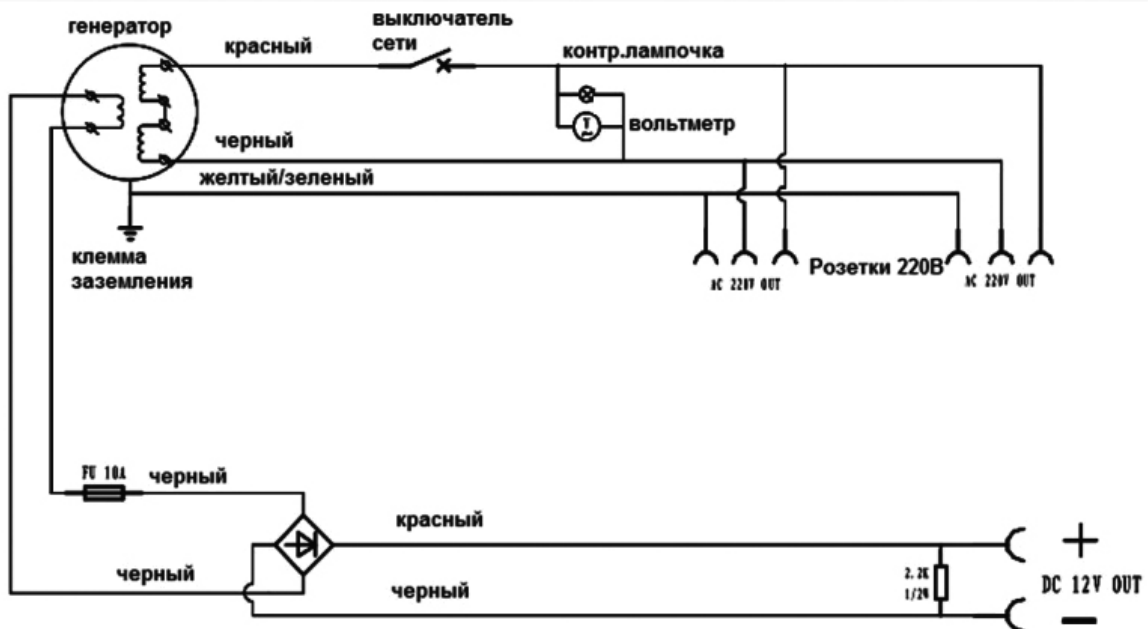 генератор
красный
выключатель
сети
контр.лампочка
вольтметр
черный
желтый/зеленый
клемма
заземления
AC 220V OUT
Розетки 220В
AC 220V OUT
FU 10A
черный
красный
черный
черный
2.2K
1/2W
+
DC 12V OUT
−